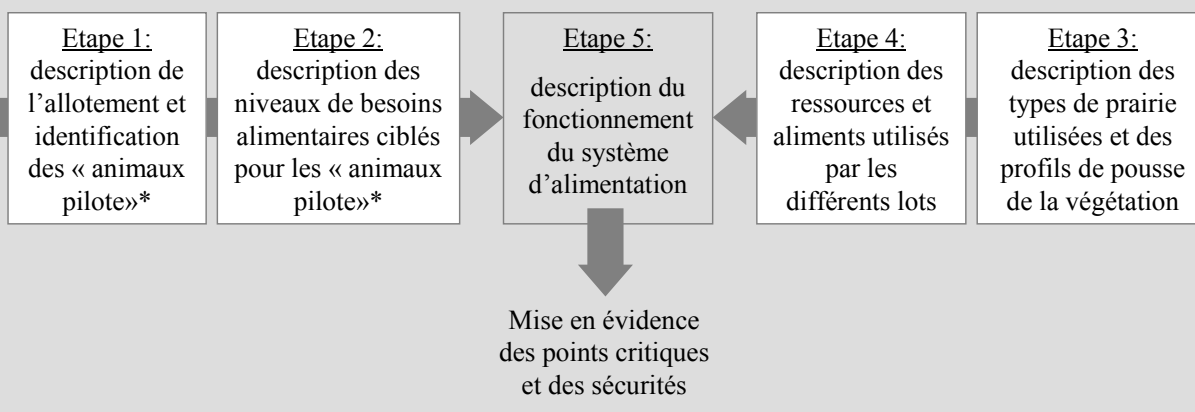 Etape 1:
description de
l’allotement et
identification
des « animaux
pilote»*
Etape 2:
description des
niveaux de besoins
alimentaires ciblés
pour les « animaux
pilote»*
Etape 5:
description du
fonctionnement
du système
d’alimentation
Etape 4:
description des
ressources et
aliments utilisés
par les
différents lots
Etape 3:
description des
types de prairie
utilisées et des
profils de pousse
de la végétation
Mise en évidence
des points critiques
et des sécurités